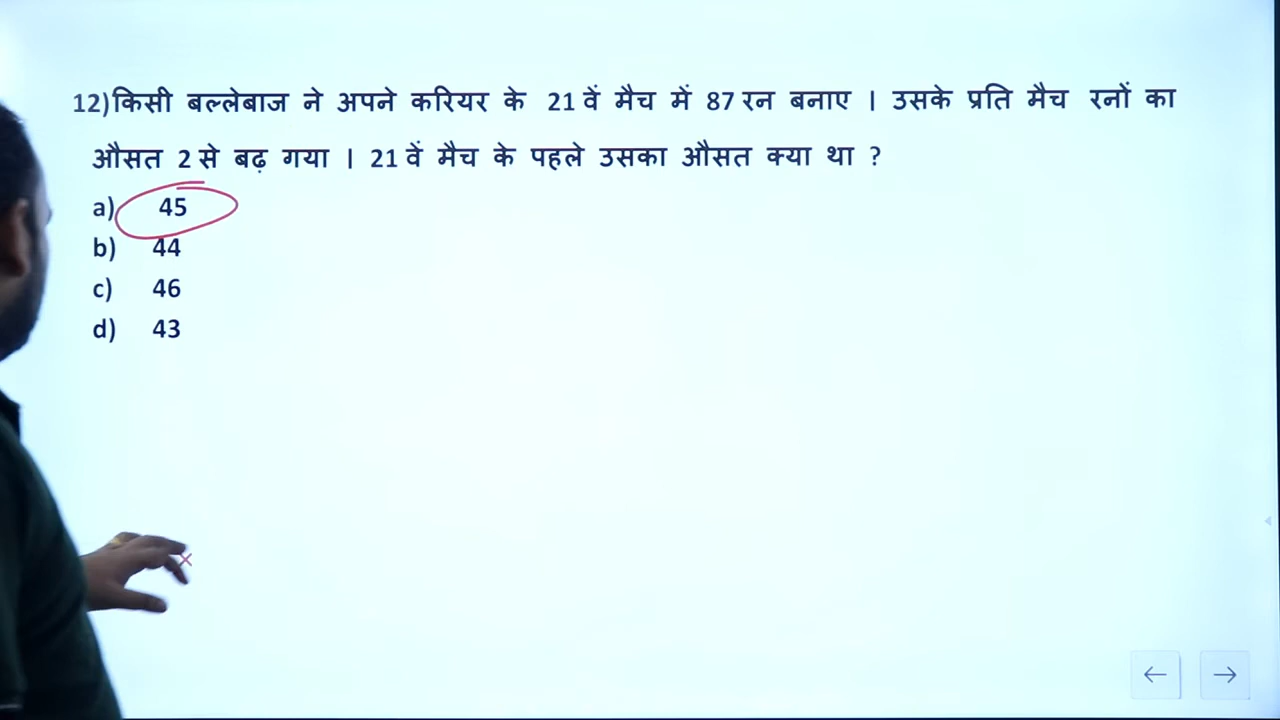 12)किसी बल्लेबाज ने अपने करियर के 21 वें मैच में 87 रन बनाए । उसके प्रति मैच रनों का
औसत 2 से बढ़ गया । 21 वें मैच के पहले उसका औसत क्या था ?
a) 45
b) 44
c) 46
d) 43